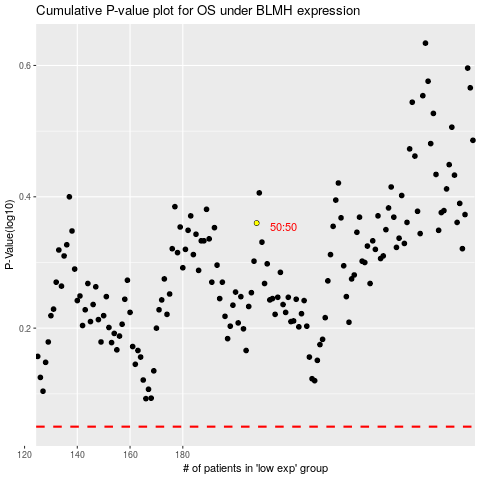 Cumulative P-value plot for OS under BLMH expression
P-Value(log10)
0.6
0.4
0.2
50:50
120 140 160 180
# of patients in 'low exp' group